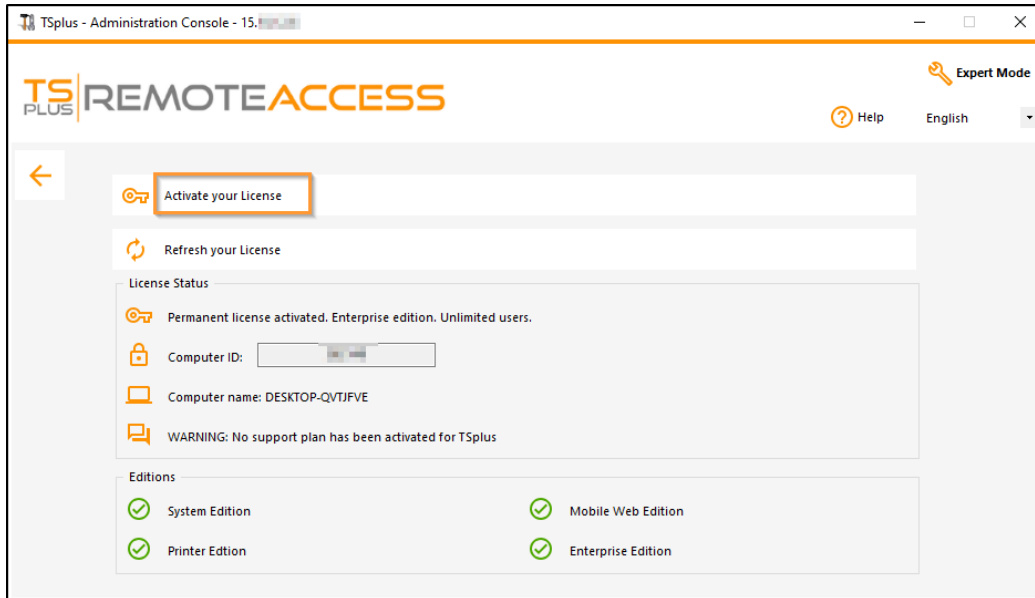 TSplus - Administration Console - 15.
Expert Mode
TS PLUS REMOTEACCESS
Help
English
Activate your License
Refresh your License
License Status
Permanent license activated. Enterprise edition. Unlimited users.
Computer ID:
Computer name: DESKTOP-QVTJFVE
WARNING: No support plan has been activated for TSplus
Editions
System Edition
Mobile Web Edition
Printer Edtion
Enterprise Edition